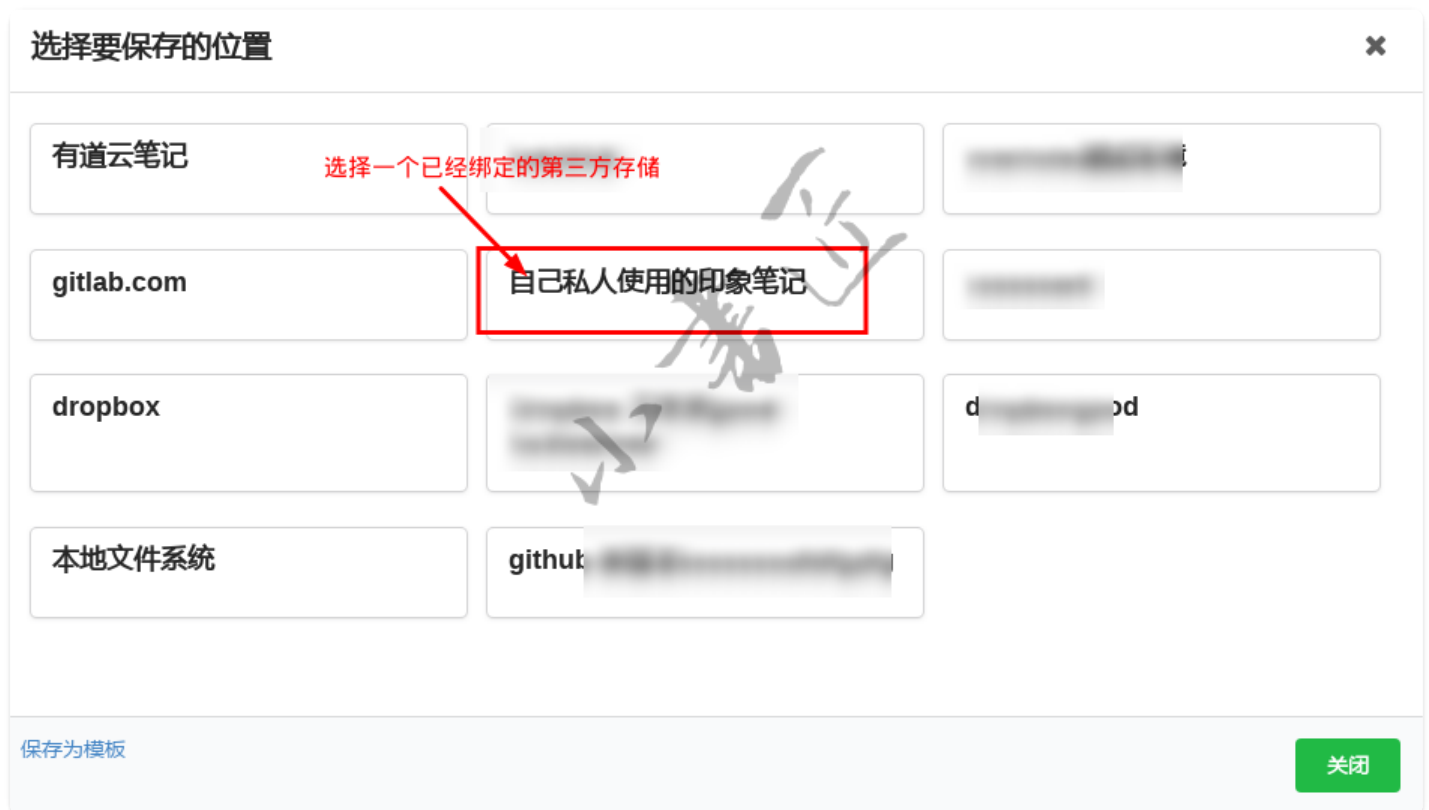 选择要保存的位置
有道云笔记
选择一个已经绑定的第三方存储
gitlab.com
自己私人使用的印象笔记
dropbox
本地文件系统
github
保存为模板
关闭